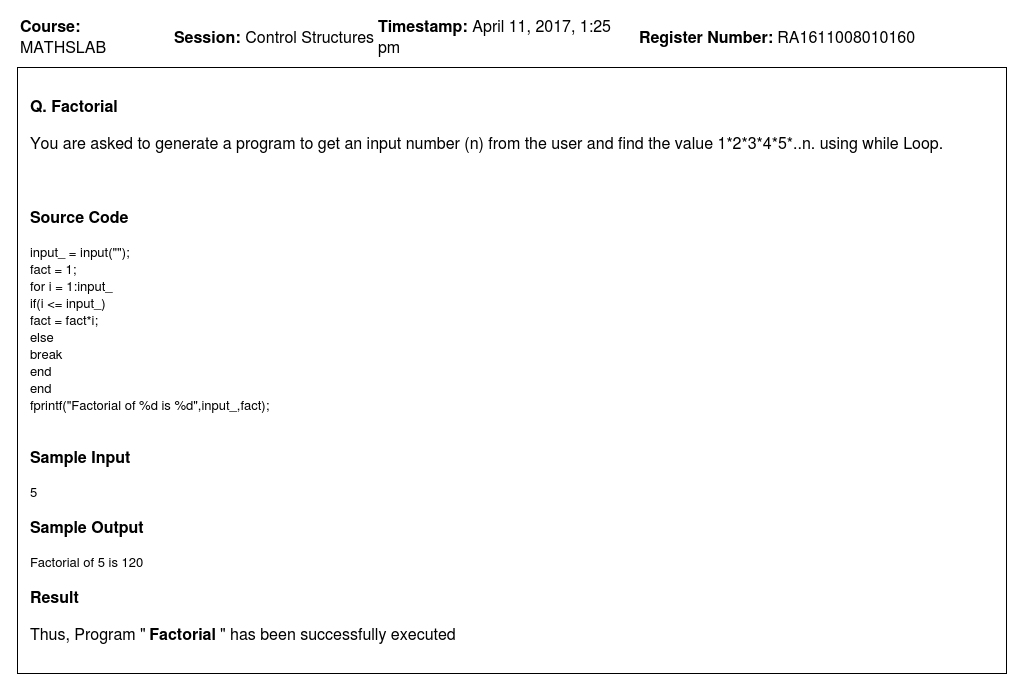 Course: MATHSLAB
Session: Control Structures
Timestamp: April 11, 2017, 1:25 pm
Register Number: RA1611008010160
Q. Factorial
You are asked to generate a program to get an input number (n) from the user and find the value 1*2*3*4*5*..n. using while Loop.
Source Code
input_ = input("");
fact = 1;
for i = 1:input_
if(i <= input_)
fact = fact*i;
else
break
end
end
fprintf("Factorial of %d is %d",input_,fact);
Sample Input
5
Sample Output
Factorial of 5 is 120
Result
Thus, Program " Factorial " has been successfully executed